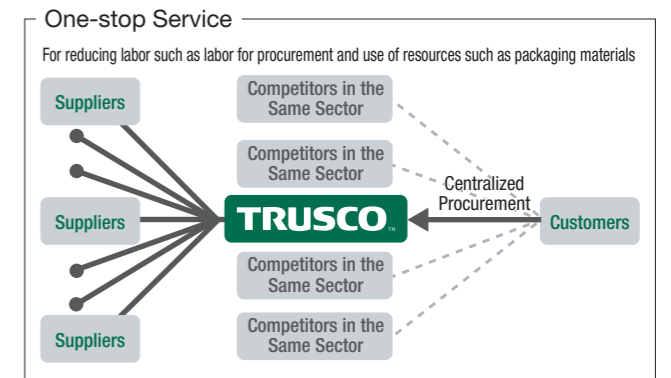 One-stop Service
For reducing labor such as labor for procurement and use of resources such as packaging materials
Suppliers
Suppliers
Suppliers
Competitors in the
Same Sector
Competitors in the
Same Sector
TRUSCO™
Competitors in the
Same Sector
Competitors in the
Same Sector
Centralized
Procurement
Customers